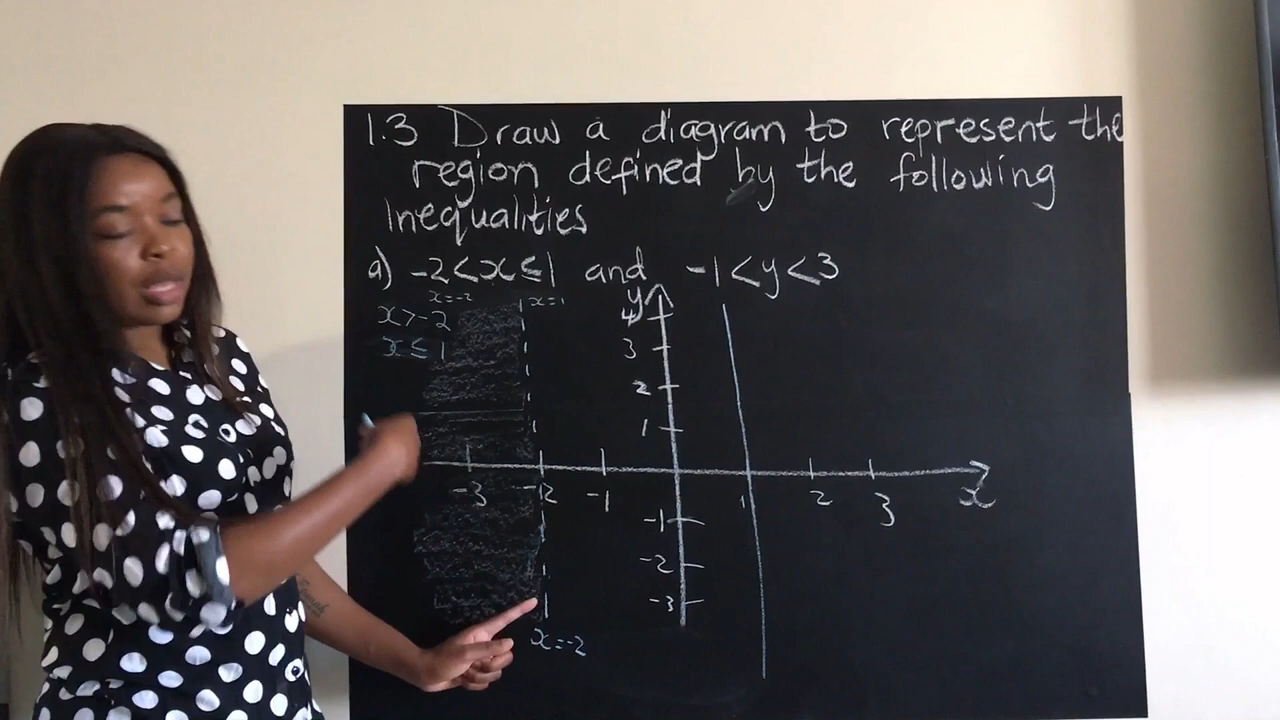 1.3 Draw a diagram to represent the
region defined by the following
Inequalities
a) -2 < x ≤ 1 and -1 < y < 3
x=-2 x=1 y
x > -2 4
x ≤ 1 3
2
1
-3 -2 -1 1 2 3 x
-1
-2
-3
x=-2